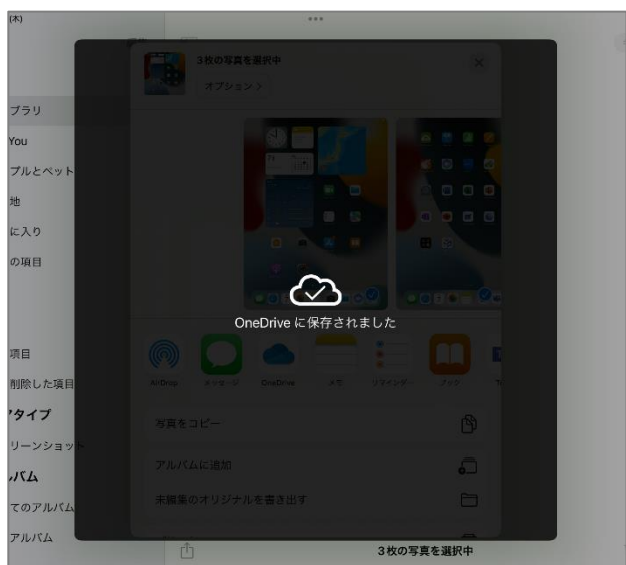 (木)
3枚の写真を選択中
オプション >
ブラリ
You
プルとペット
地
に入り
の項目
OneDrive に保存されました
項目
削除した項目
AirDrop メッセージ OneDrive メモ リマインダー ブック
タイプ
写真をコピー
リーンショット
アルバムに追加
バム
てのアルバム
未編集のオリジナルを書き出す
アルバム
3枚の写真を選択中